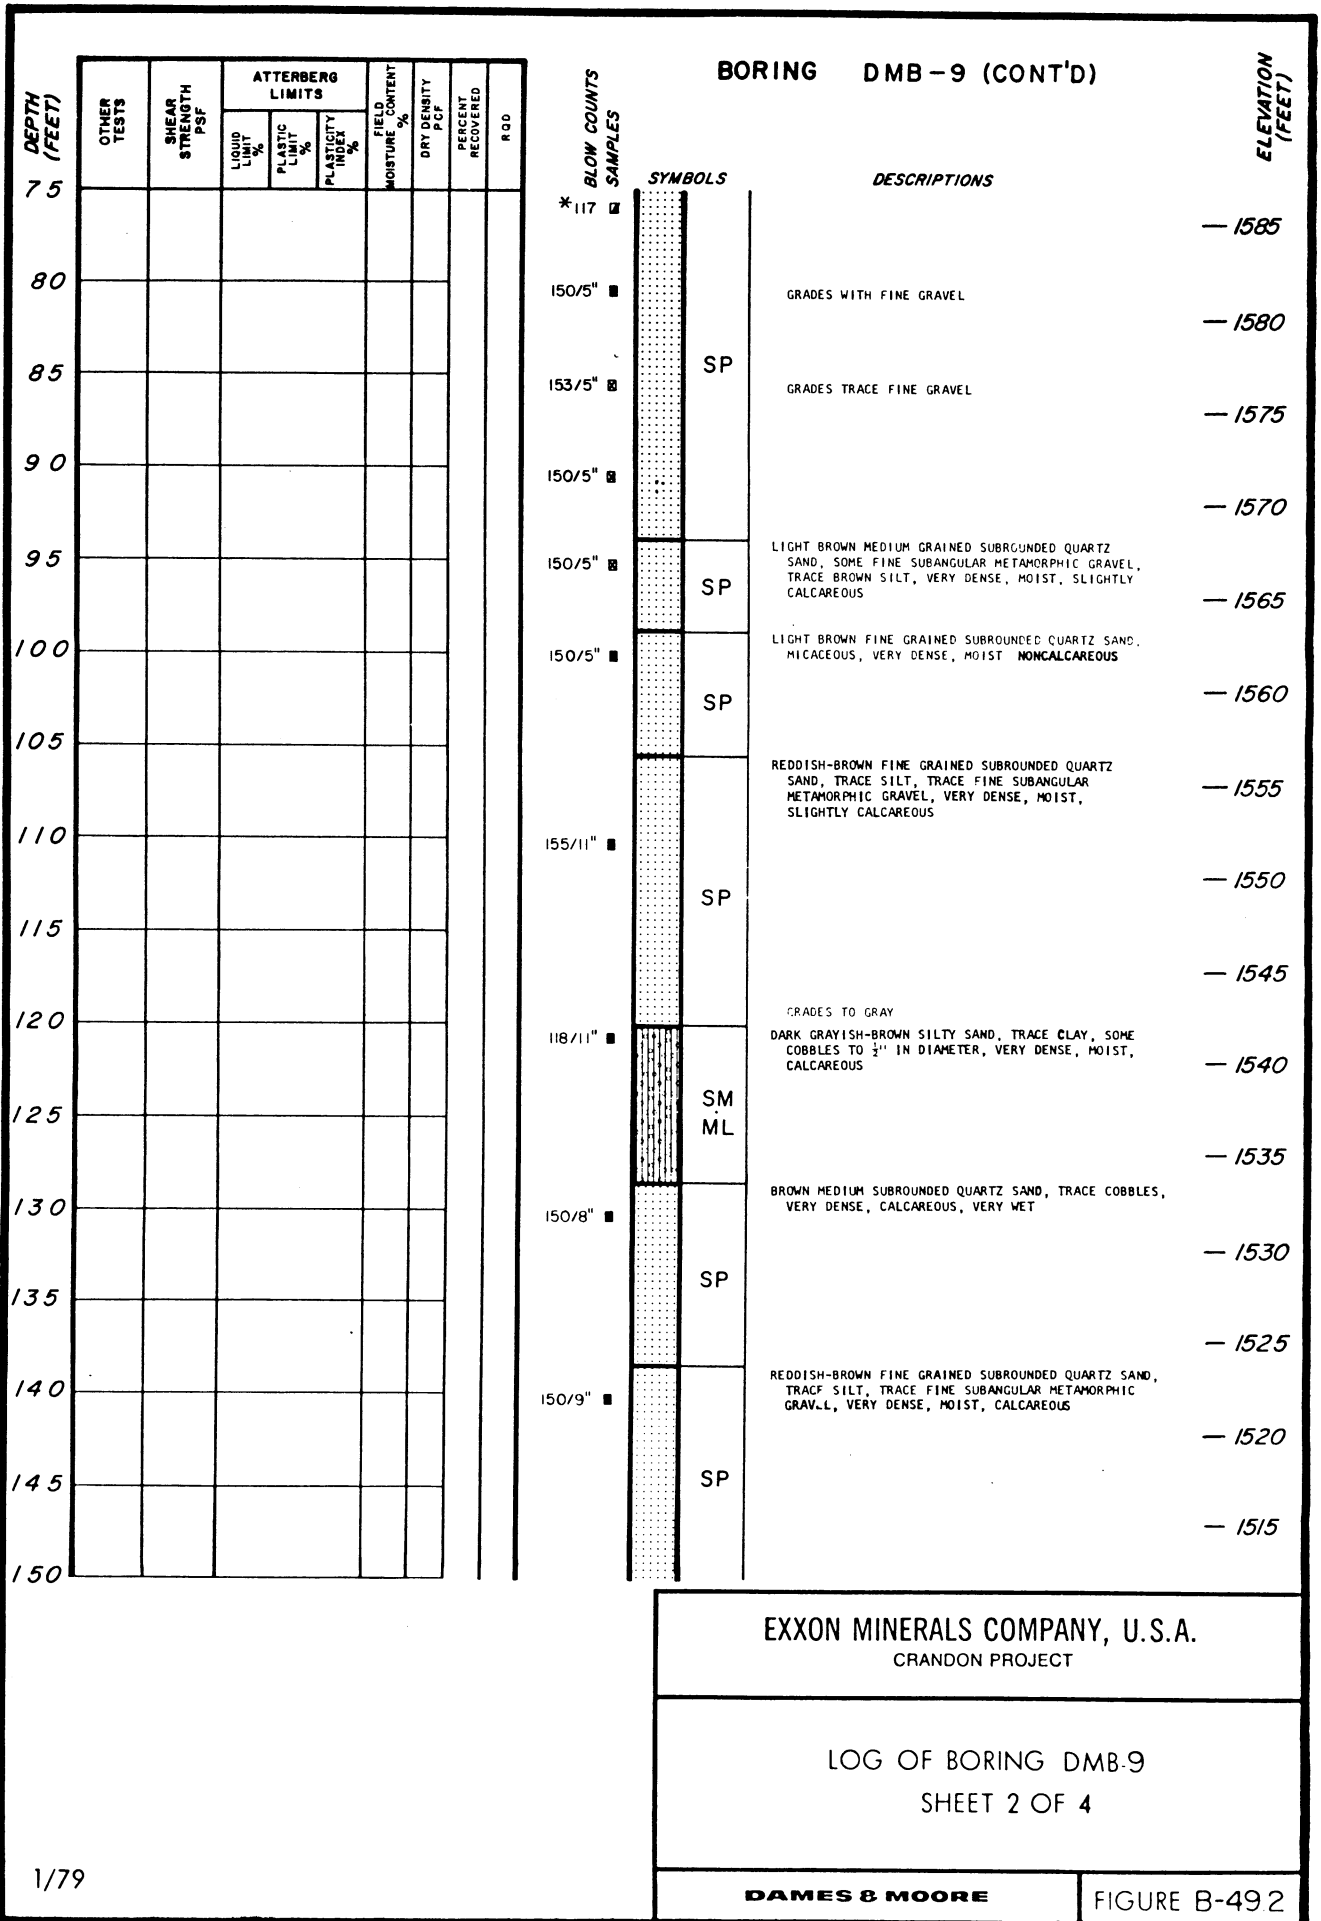 BORING DMB-9 (CONT'D)
DEPTH (FEET)
OTHER TESTS
SHEAR STRENGTH PSF
ATTERBERG LIMITS
LIQUID LIMIT %
PLASTIC LIMIT %
PLASTICITY INDEX %
FIELD MOISTURE CONTENT %
DRY DENSITY PCF
PERCENT RECOVERED
RQD
BLOW COUNTS
SAMPLES
SYMBOLS
DESCRIPTIONS
ELEVATION (FEET)
75
*117
— 1585
80
150/5"
GRADES WITH FINE GRAVEL
— 1580
SP
85
153/5"
GRADES TRACE FINE GRAVEL
— 1575
90
150/5"
— 1570
95
150/5"
SP
LIGHT BROWN MEDIUM GRAINED SUBROUNDED QUARTZ
SAND, SOME FINE SUBANGULAR METAMORPHIC GRAVEL,
TRACE BROWN SILT, VERY DENSE, MOIST, SLIGHTLY
CALCAREOUS
— 1565
100
150/5"
LIGHT BROWN FINE GRAINED SUBROUNDED QUARTZ SAND,
MICACEOUS, VERY DENSE, MOIST NONCALCAREOUS
SP
— 1560
105
REDDISH-BROWN FINE GRAINED SUBROUNDED QUARTZ
SAND, TRACE SILT, TRACE FINE SUBANGULAR
METAMORPHIC GRAVEL, VERY DENSE, MOIST,
SLIGHTLY CALCAREOUS
— 1555
110
155/11"
— 1550
SP
115
— 1545
GRADES TO GRAY
120
118/11"
DARK GRAYISH-BROWN SILTY SAND, TRACE CLAY, SOME
COBBLES TO ½" IN DIAMETER, VERY DENSE, MOIST,
CALCAREOUS
— 1540
SM
ML
125
— 1535
130
150/8"
BROWN MEDIUM SUBROUNDED QUARTZ SAND, TRACE COBBLES,
VERY DENSE, CALCAREOUS, VERY WET
— 1530
SP
135
— 1525
140
150/9"
REDDISH-BROWN FINE GRAINED SUBROUNDED QUARTZ SAND,
TRACE SILT, TRACE FINE SUBANGULAR METAMORPHIC
GRAVEL, VERY DENSE, MOIST, CALCAREOUS
— 1520
SP
145
— 1515
150
EXXON MINERALS COMPANY, U.S.A.
CRANDON PROJECT
LOG OF BORING DMB-9
SHEET 2 OF 4
1/79
DAMES & MOORE
FIGURE B-49.2